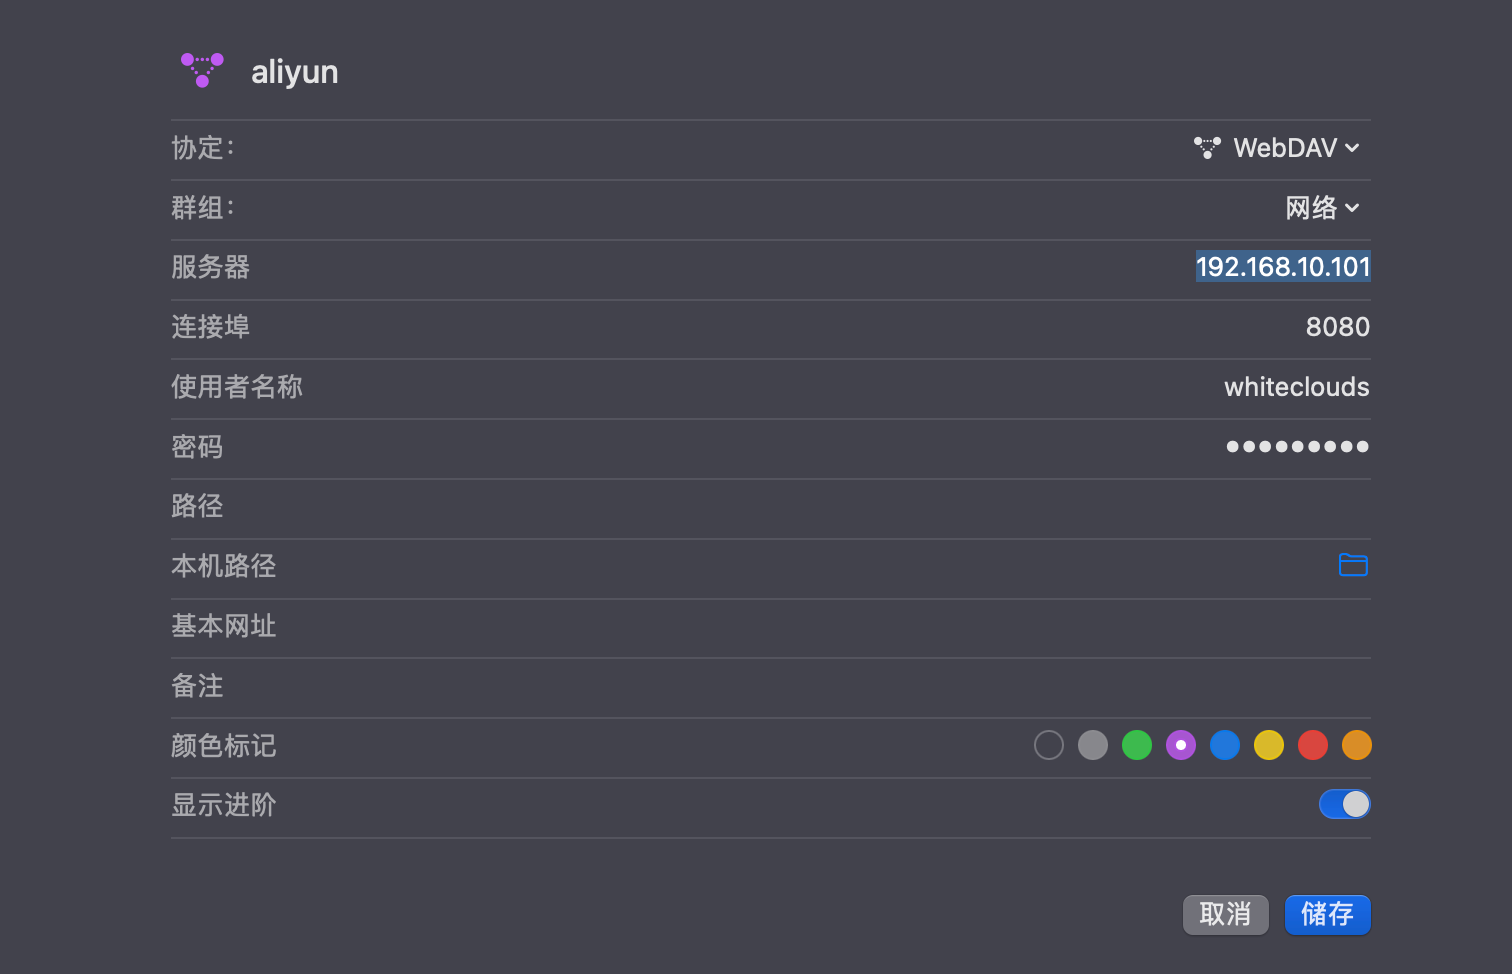 aliyun
协定：
WebDAV
群组：
网络
服务器
192.168.10.101
连接埠
8080
使用者名称
whiteclouds
密码
●●●●●●●●●
路径
本机路径
基本网址
备注
颜色标记
显示进阶
取消
储存